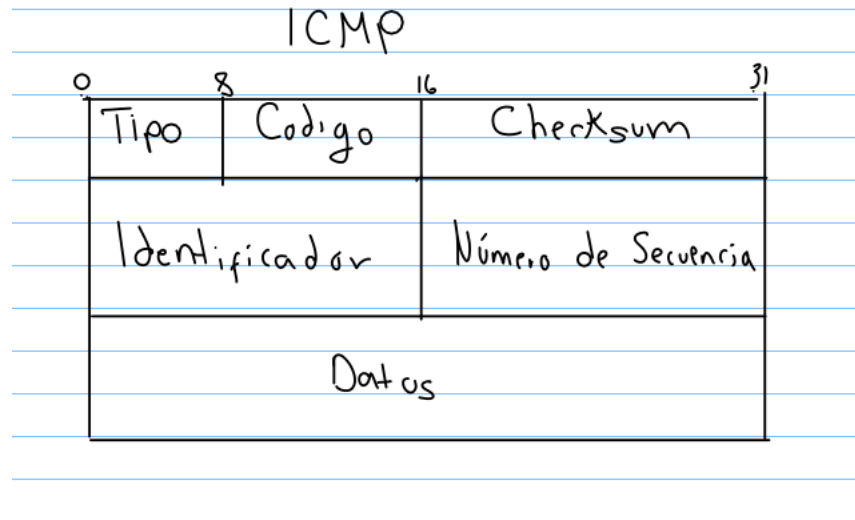 ICMP
0 8 16 31
Tipo Codigo Checksum
Identificador Número de Secuencia
Datos